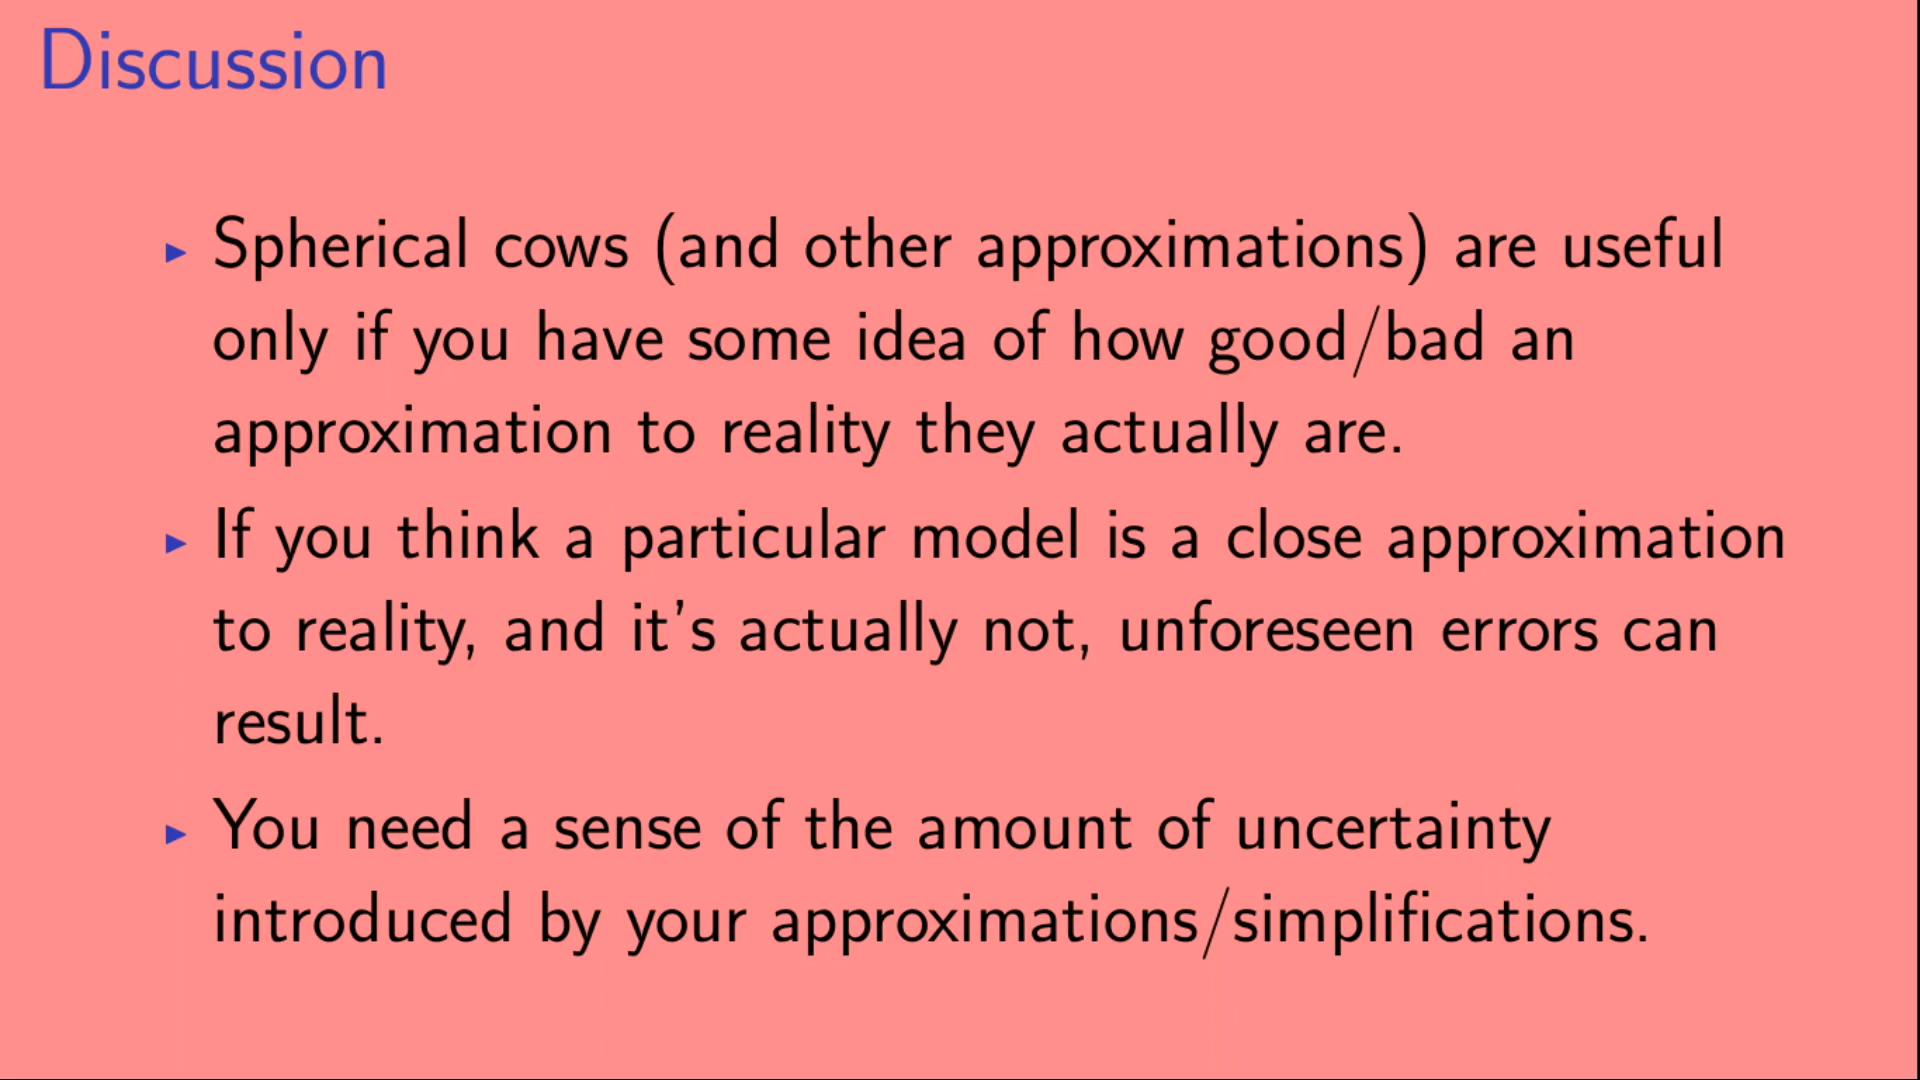 Discussion
▸ Spherical cows (and other approximations) are useful
only if you have some idea of how good/bad an
approximation to reality they actually are.
▸ If you think a particular model is a close approximation
to reality, and it's actually not, unforeseen errors can
result.
▸ You need a sense of the amount of uncertainty
introduced by your approximations/simplifications.